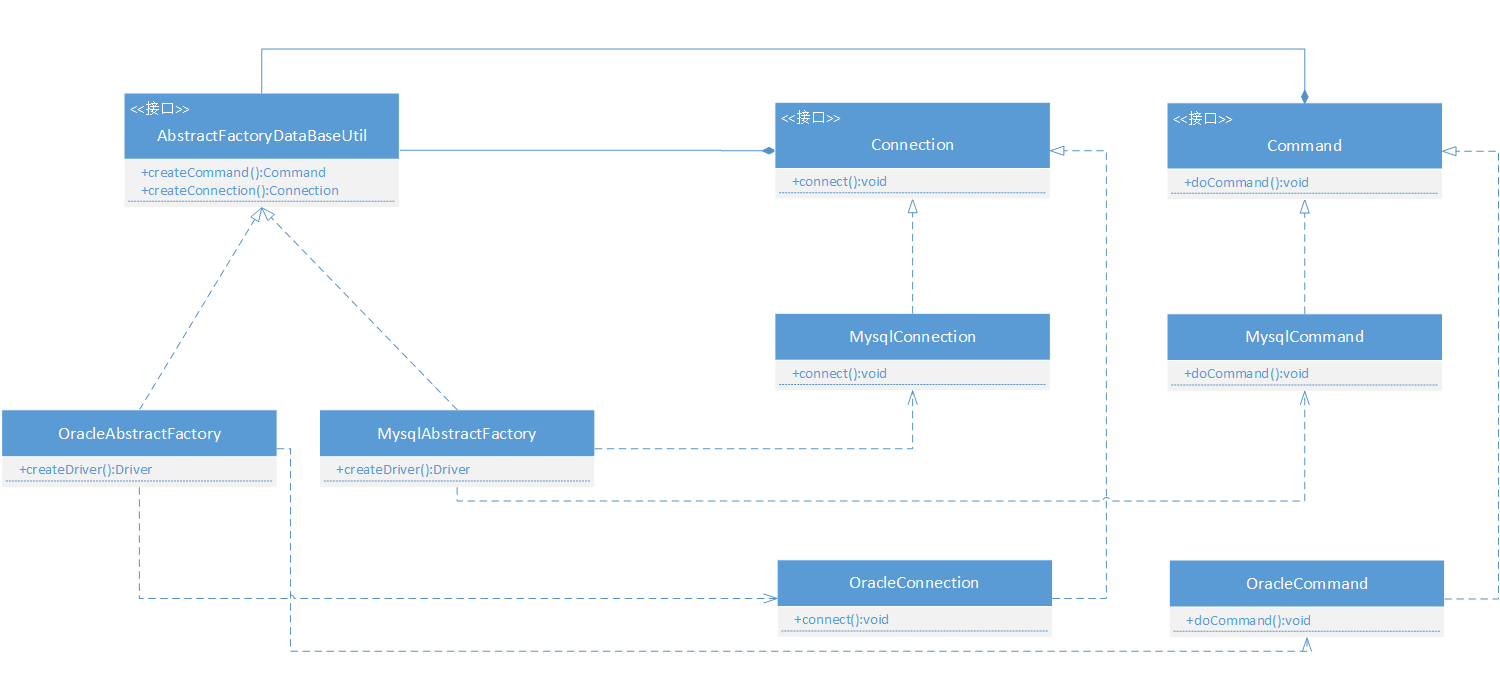 <<接口>>
AbstractFactoryDataBaseUtil
+createCommand():Command
+createConnection():Connection
<<接口>>
Connection
+connect():void
<<接口>>
Command
+doCommand():void
MysqlConnection
+connect():void
MysqlCommand
+doCommand():void
OracleAbstractFactory
+createDriver():Driver
MysqlAbstractFactory
+createDriver():Driver
OracleConnection
+connect():void
OracleCommand
+doCommand():void